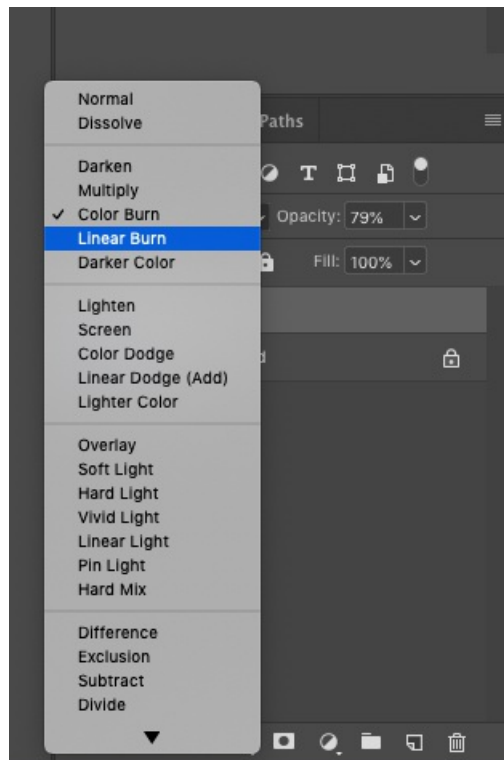 Normal
Dissolve
Darken
Multiply
Color Burn
Linear Burn
Darker Color
Lighten
Screen
Color Dodge
Linear Dodge (Add)
Lighter Color
Overlay
Soft Light
Hard Light
Vivid Light
Linear Light
Pin Light
Hard Mix
Difference
Exclusion
Subtract
Divide
Paths
Opacity: 79%
Fill: 100%